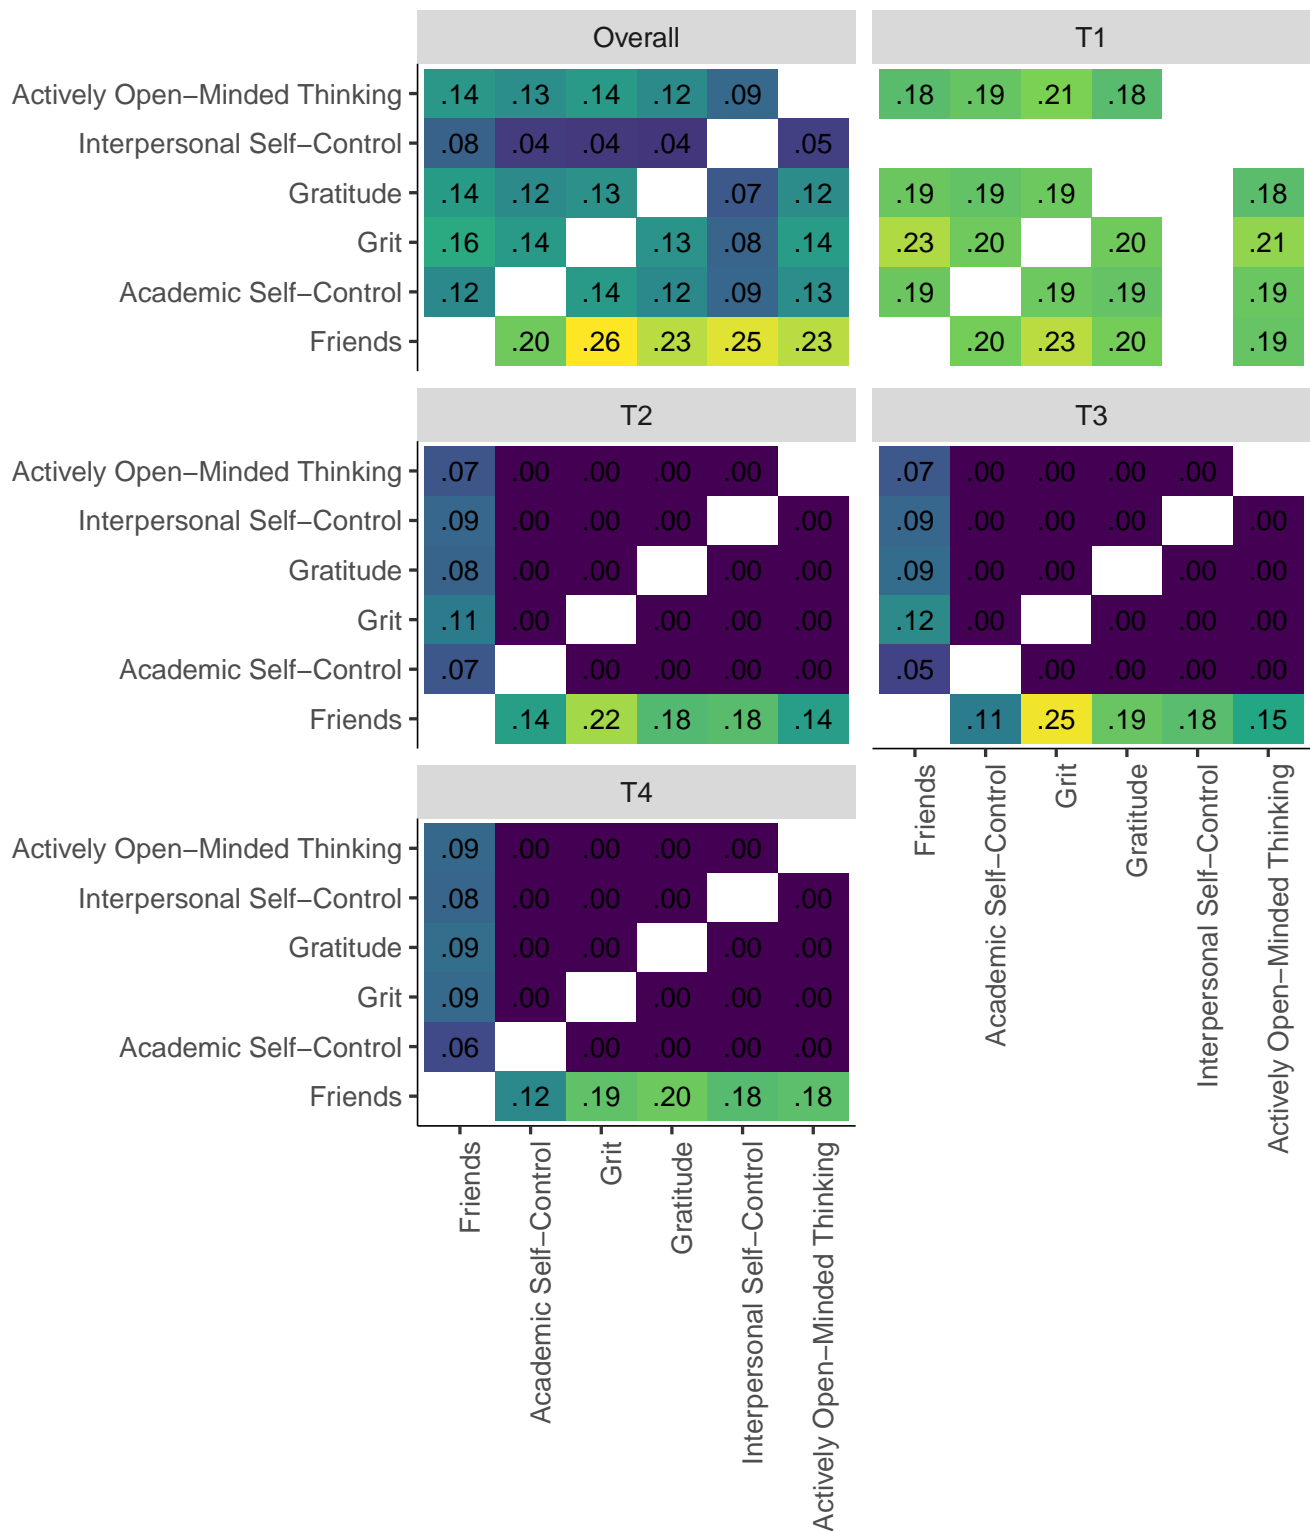 Overall
T1
Actively Open−Minded Thinking .14 .13 .14 .12 .09 .18 .19 .21 .18
Interpersonal Self−Control .08 .04 .04 .04 .05
Gratitude .14 .12 .13 .07 .12 .19 .19 .19 .18
Grit .16 .14 .13 .08 .14 .23 .20 .20 .21
Academic Self−Control .12 .14 .12 .09 .13 .19 .19 .19 .19
Friends .20 .26 .23 .25 .23 .20 .23 .20 .19
T2
T3
Actively Open−Minded Thinking .07 .00 .00 .00 .00 .07 .00 .00 .00 .00
Interpersonal Self−Control .09 .00 .00 .00 .00 .09 .00 .00 .00 .00
Gratitude .08 .00 .00 .00 .00 .09 .00 .00 .00 .00
Grit .11 .00 .00 .00 .00 .12 .00 .00 .00 .00
Academic Self−Control .07 .00 .00 .00 .00 .05 .00 .00 .00 .00
Friends .14 .22 .18 .18 .14 .11 .25 .19 .18 .15
Friends
Academic Self−Control
Grit
Gratitude
Interpersonal Self−Control
Actively Open−Minded Thinking
T4
Actively Open−Minded Thinking .09 .00 .00 .00 .00
Interpersonal Self−Control .08 .00 .00 .00 .00
Gratitude .09 .00 .00 .00 .00
Grit .09 .00 .00 .00 .00
Academic Self−Control .06 .00 .00 .00 .00
Friends .12 .19 .20 .18 .18
Friends
Academic Self−Control
Grit
Gratitude
Interpersonal Self−Control
Actively Open−Minded Thinking